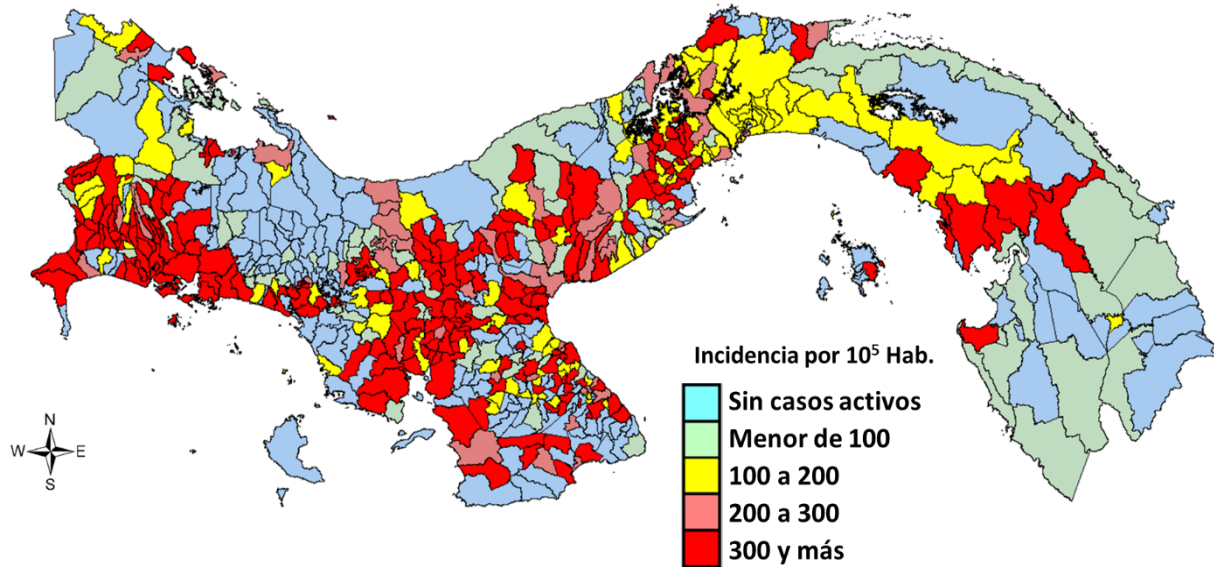 Incidencia por 10⁵ Hab.
Sin casos activos
Menor de 100
100 a 200
200 a 300
300 y más
N
W E
S